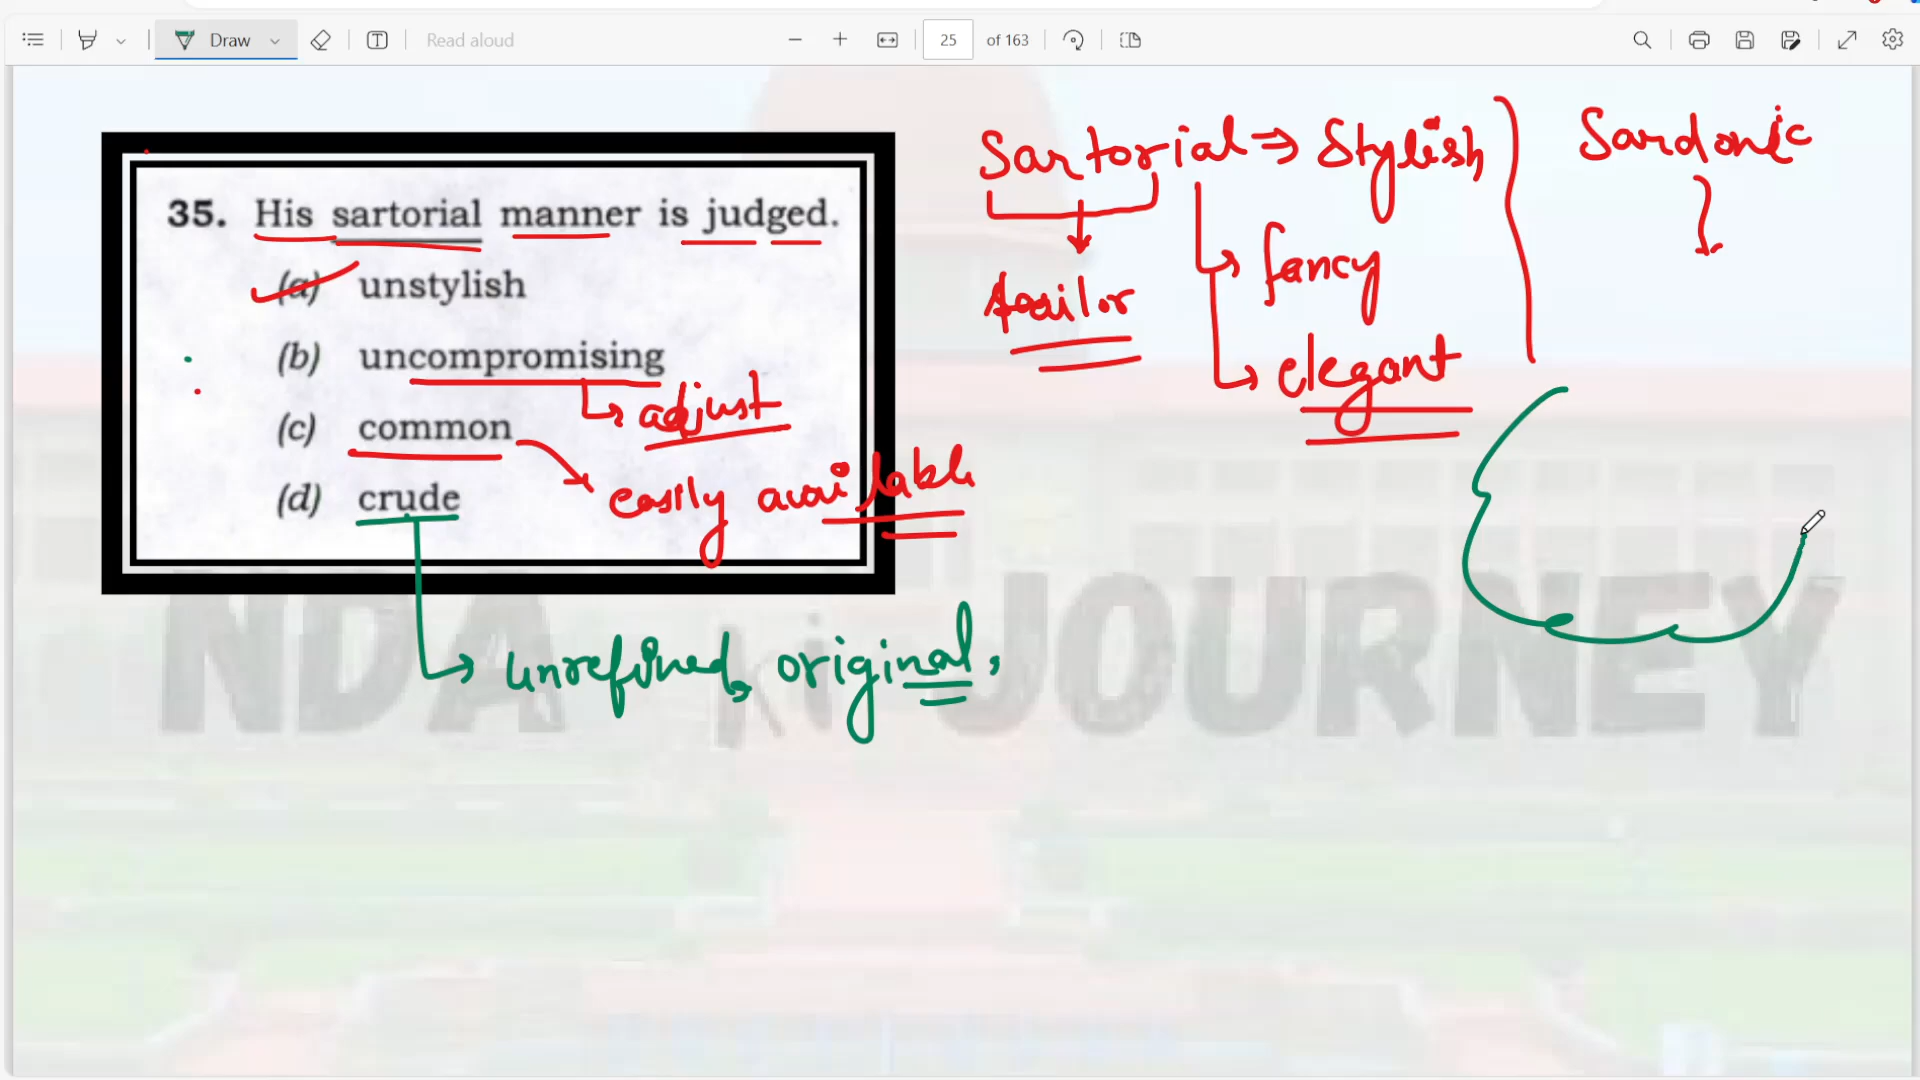 Draw
Read aloud
25 of 163
35. His sartorial manner is judged.
(a) unstylish
(b) uncompromising
adjust
(c) common
easily available
(d) crude
unrefined, original,
Sartorial ⇒ Stylish
tailor
fancy
elegant
Sardonic
NDA ki JOURNEY